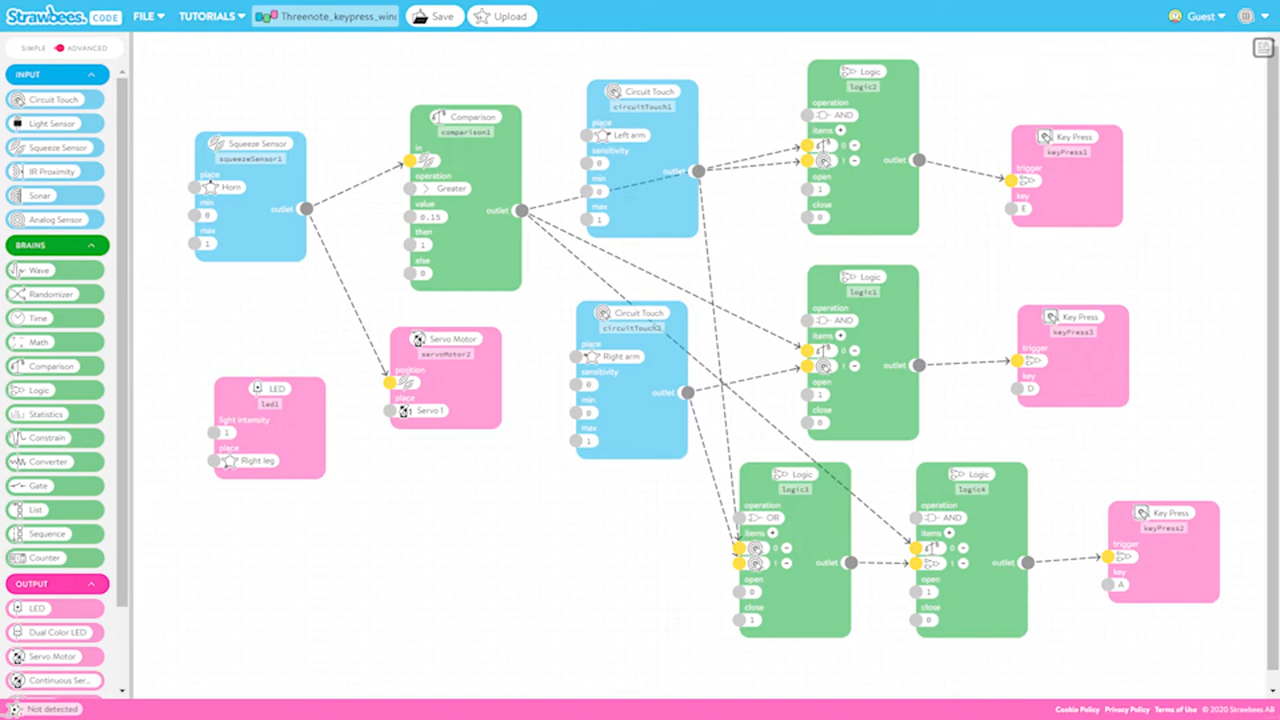 Strawbees. CODE FILE TUTORIALS Threenote_keypress_wind Save Upload Guest
SIMPLE ADVANCED
INPUT
Circuit Touch
Light Sensor
Squeeze Sensor
IR Proximity
Sonar
Analog Sensor
BRAINS
Wave
Randomizer
Time
Math
Comparison
Logic
Statistics
Constrain
Converter
Gate
List
Sequence
Counter
OUTPUT
LED
Dual Color LED
Servo Motor
Continuous Ser...
Not detected
Squeeze Sensor
squeezeSensor1
place
Horn
min
0
outlet
max
1
LED
led1
light intensity
1
place
Right leg
Comparison
comparison1
in
operation
> Greater
value
0.15
outlet
then
1
else
0
Servo Motor
servoMotor2
position
place
Servo 1
Circuit Touch
circuitTouch1
place
Left arm
sensitivity
0
outlet
min
0
max
1
Circuit Touch
circuitTouch2
place
Right arm
sensitivity
0
outlet
min
0
max
1
Logic
logic2
operation
AND
items +
0
1
outlet
open
1
close
0
Key Press
keyPress1
trigger
key
E
Logic
logic1
operation
AND
items +
0
1
outlet
open
1
close
0
Key Press
keyPress3
trigger
key
D
Logic
logic3
operation
OR
items +
0 -
1 -
outlet
open
0
close
1
Logic
logic4
operation
AND
items +
0 -
1 -
outlet
open
1
close
0
Key Press
keyPress2
trigger
key
A
Cookie Policy Privacy Policy Terms of Use © 2020 Strawbees AB